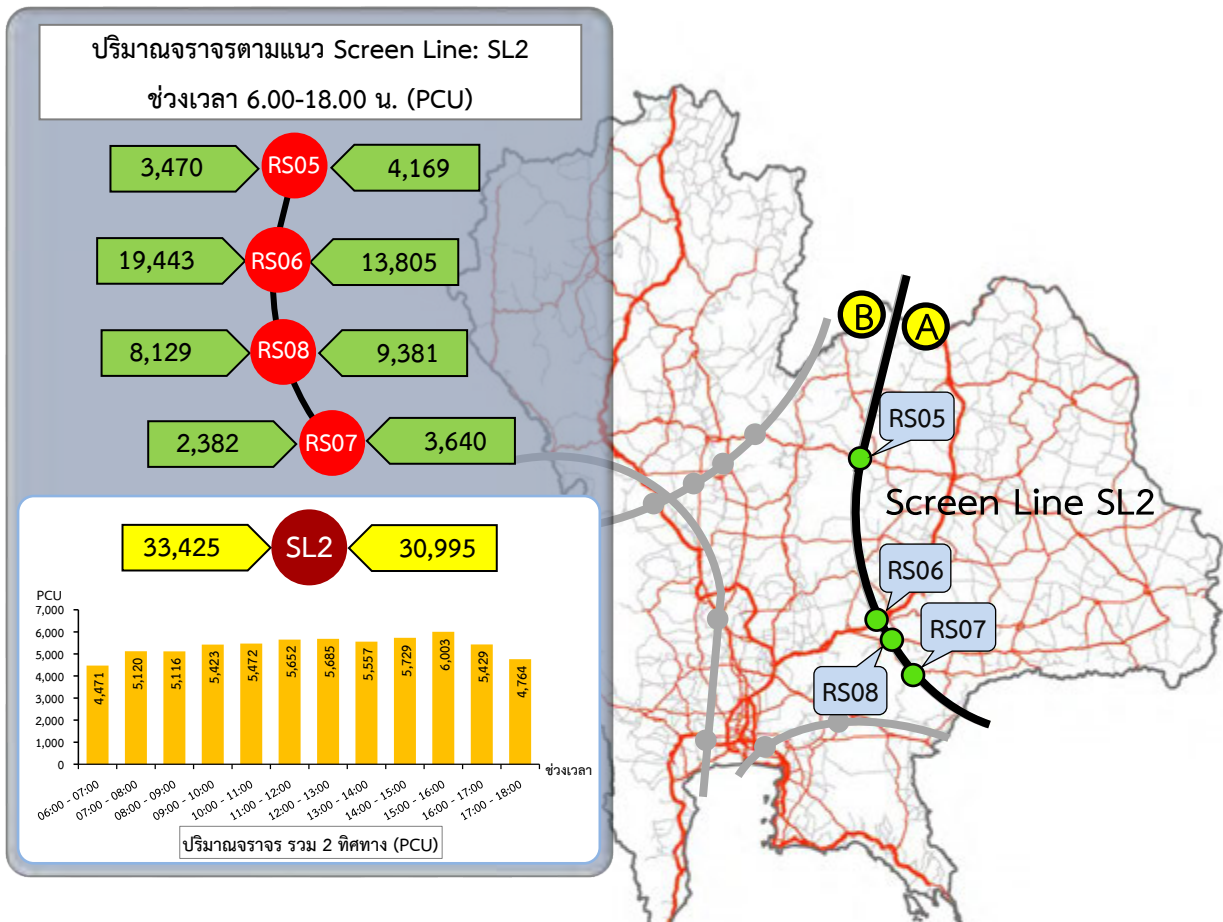 ปริมาณจราจรตามแนว Screen Line: SL2
ช่วงเวลา 6.00-18.00 น. (PCU)
3,470 RS05 4,169
19,443 RS06 13,805
8,129 RS08 9,381
2,382 RS07 3,640
33,425 SL2 30,995
PCU
7,000
6,000
5,000
4,000
3,000
2,000
1,000
0
4,471 5,120 5,116 5,423 5,472 5,652 5,685 5,557 5,729 6,003 5,429 4,764
ช่วงเวลา
06:00 - 07:00
07:00 - 08:00
08:00 - 09:00
09:00 - 10:00
10:00 - 11:00
11:00 - 12:00
12:00 - 13:00
13:00 - 14:00
14:00 - 15:00
15:00 - 16:00
16:00 - 17:00
17:00 - 18:00
ปริมาณจราจร รวม 2 ทิศทาง (PCU)
B A
RS05
Screen Line SL2
RS06
RS07
RS08